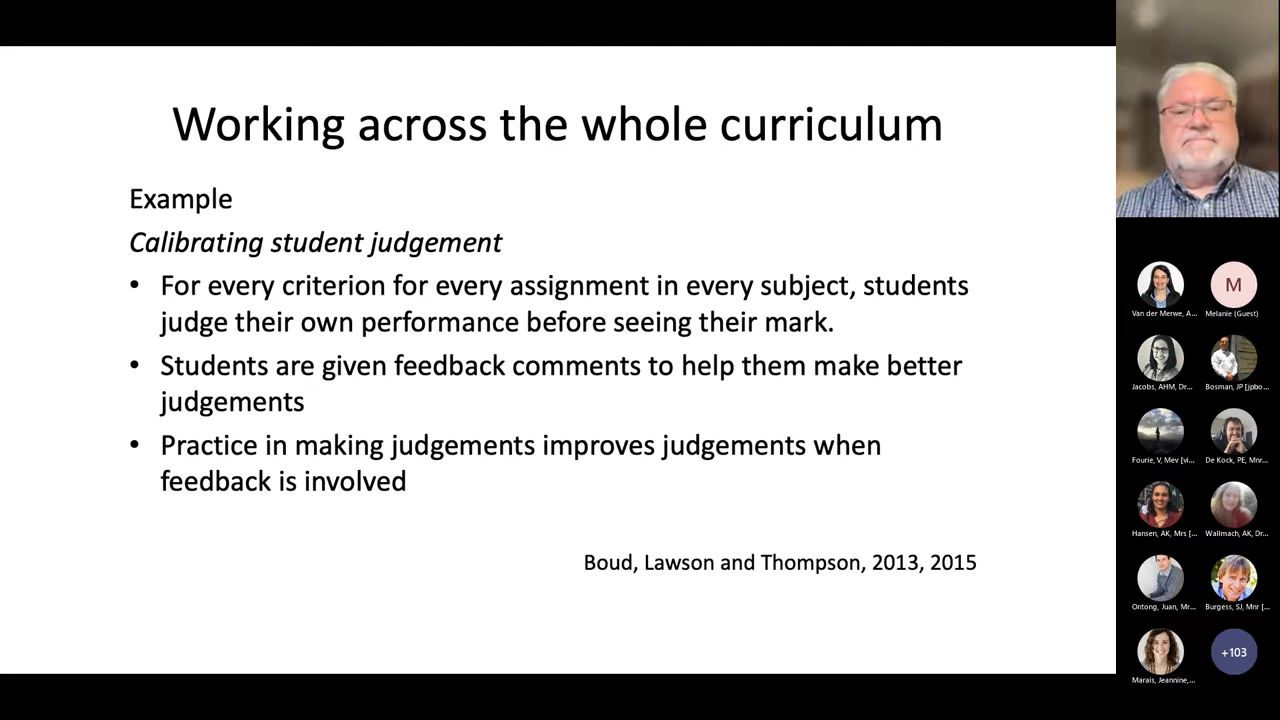 Working across the whole curriculum
Example
Calibrating student judgement
• For every criterion for every assignment in every subject, students
judge their own performance before seeing their mark.
• Students are given feedback comments to help them make better
judgements
• Practice in making judgements improves judgements when
feedback is involved
Boud, Lawson and Thompson, 2013, 2015
M
Van der Merwe, A...
Melanie (Guest)
Jacobs, AHM, Dr...
Bosman, JP [jpbo...
Fourie, V, Mev [vi...
De Kock, PE, Mnr...
Hansen, AK, Mrs [...
Wallmach, AK, Dr...
Ontong, Juan, Mr...
Burgess, SJ, Mnr [...
+103
Marais, Jeannine,...